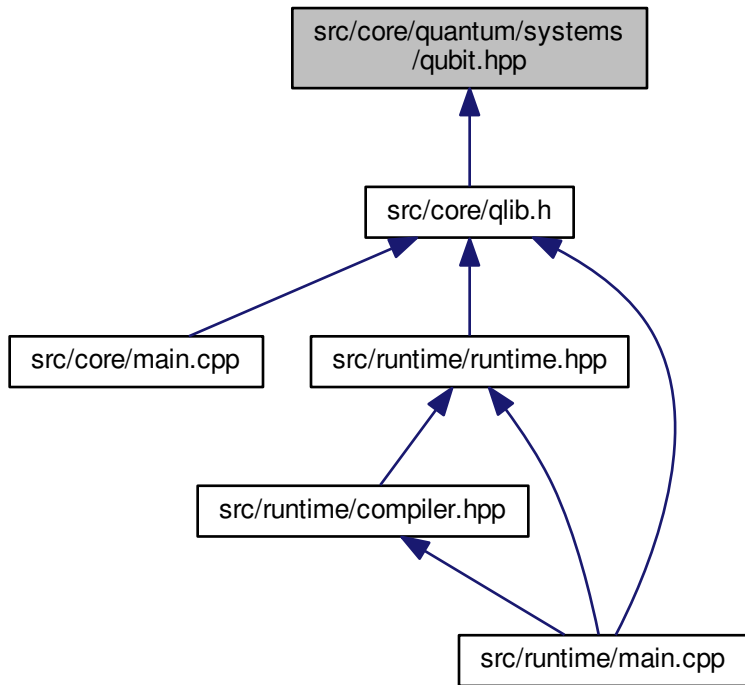 src/core/quantum/systems
/qubit.hpp
src/core/qlib.h
src/core/main.cpp
src/runtime/runtime.hpp
src/runtime/compiler.hpp
src/runtime/main.cpp